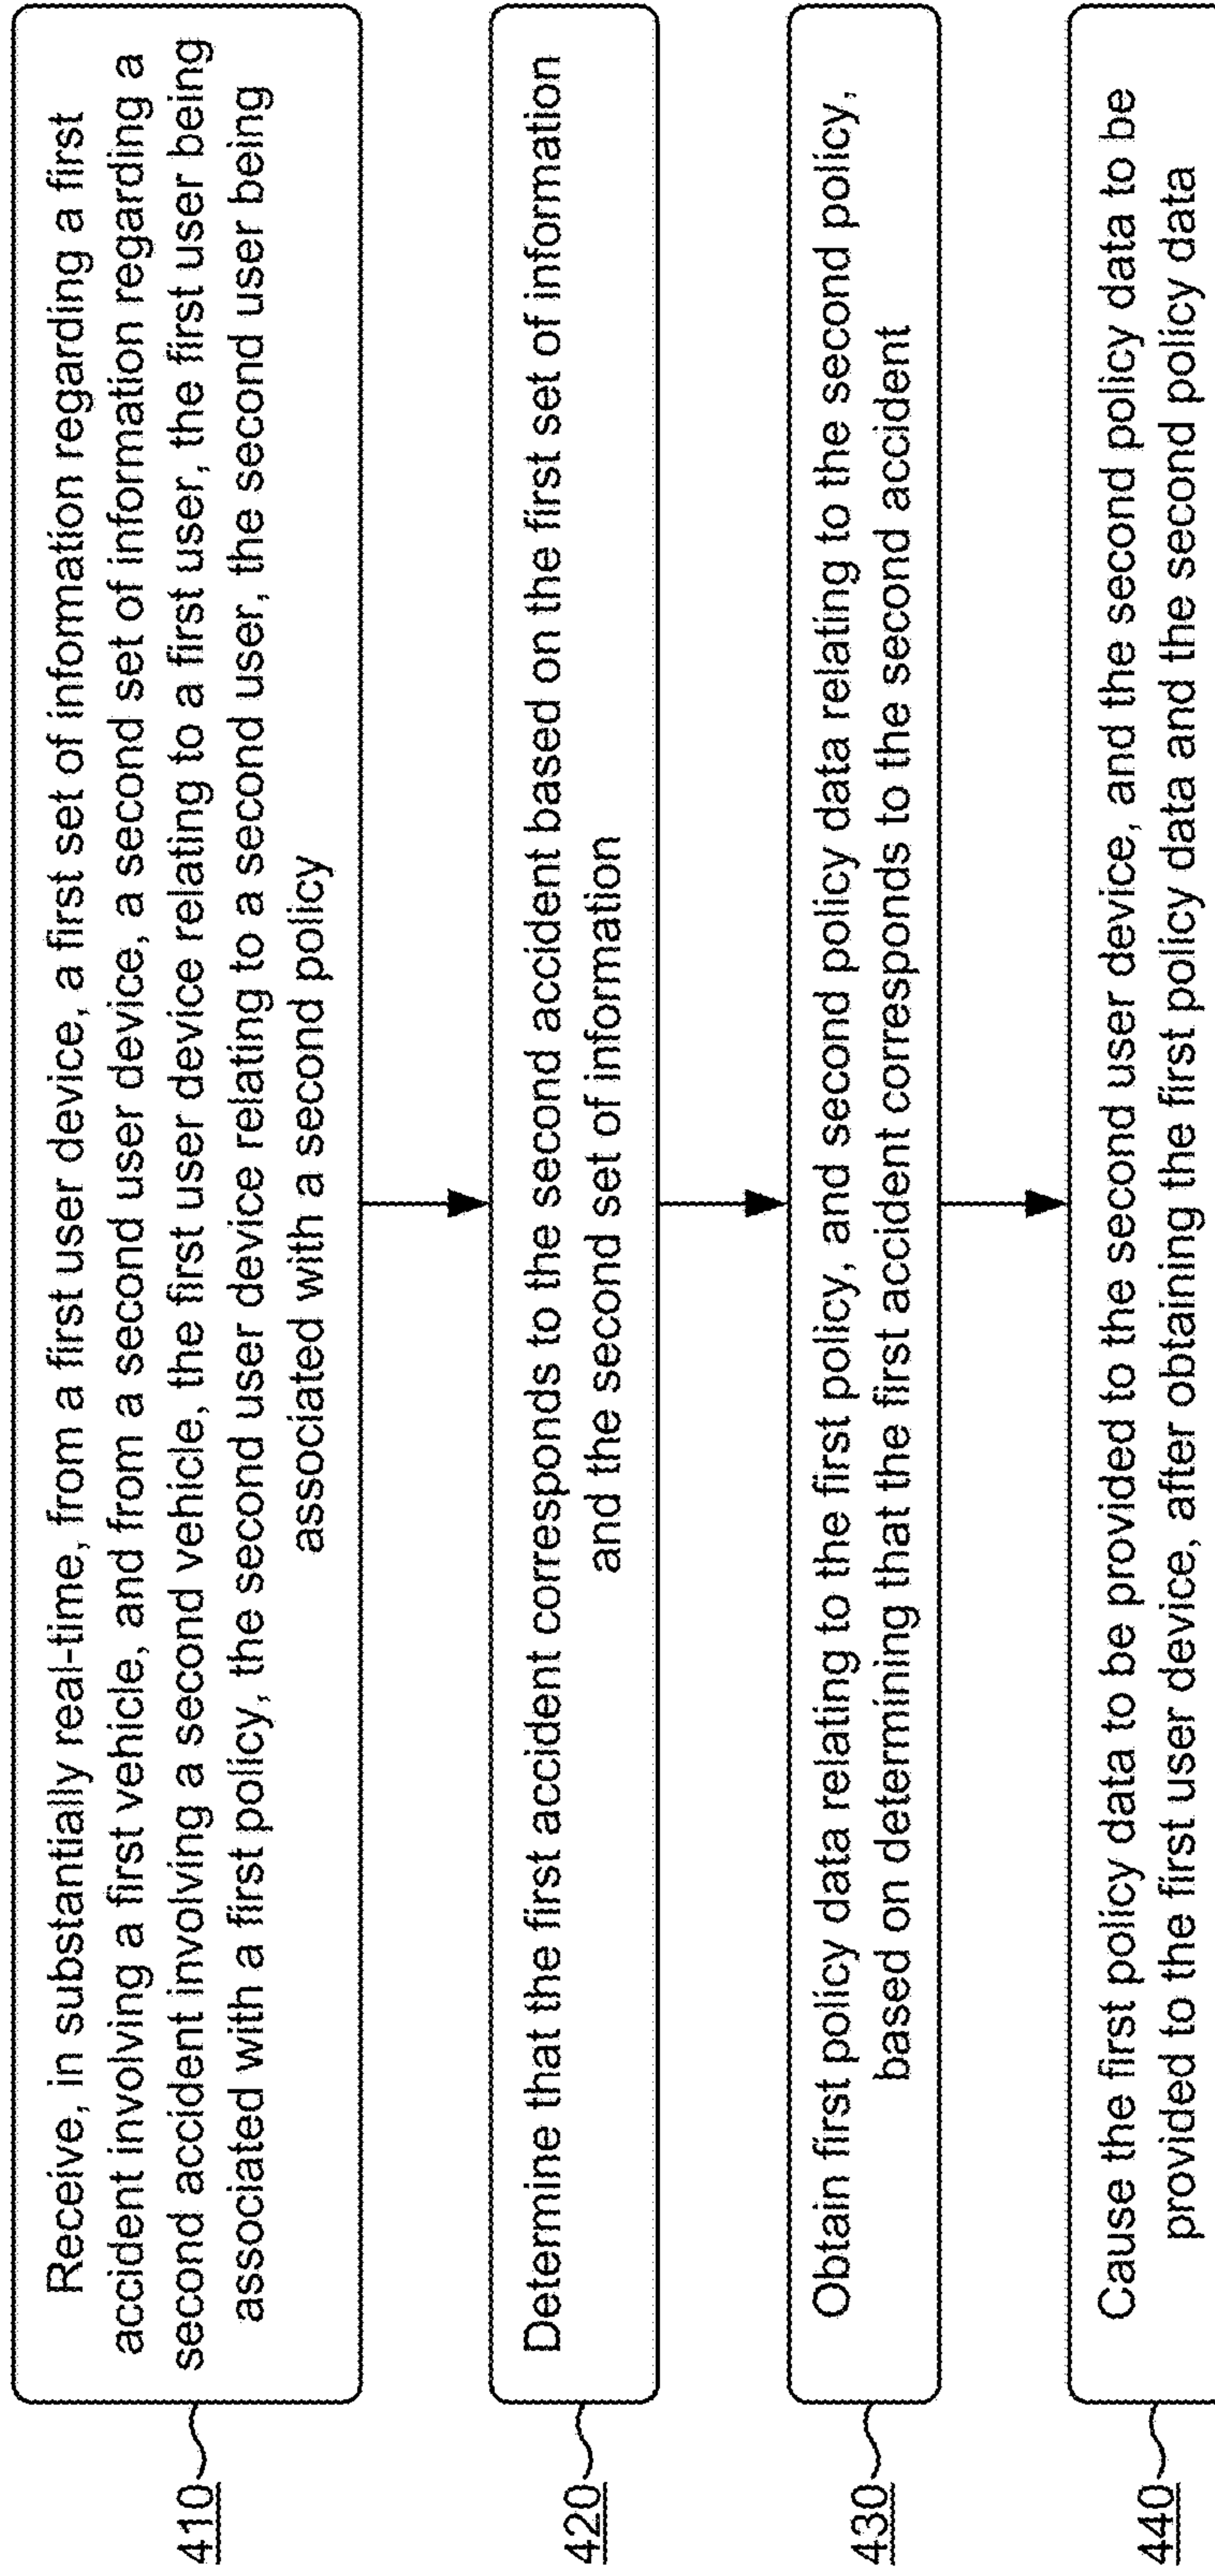 410
Receive, in substantially real-time, from a first user device, a first set of information regarding a first
accident involving a first vehicle, and from a second user device, a second set of information regarding a
second accident involving a second vehicle, the first user device relating to a first user, the first user being
associated with a first policy, the second user device relating to a second user, the second user being
associated with a second policy
420
Determine that the first accident corresponds to the second accident based on the first set of information
and the second set of information
430
Obtain first policy data relating to the first policy, and second policy data relating to the second policy,
based on determining that the first accident corresponds to the second accident
440
Cause the first policy data to be provided to the second user device, and the second policy data to be
provided to the first user device, after obtaining the first policy data and the second policy data